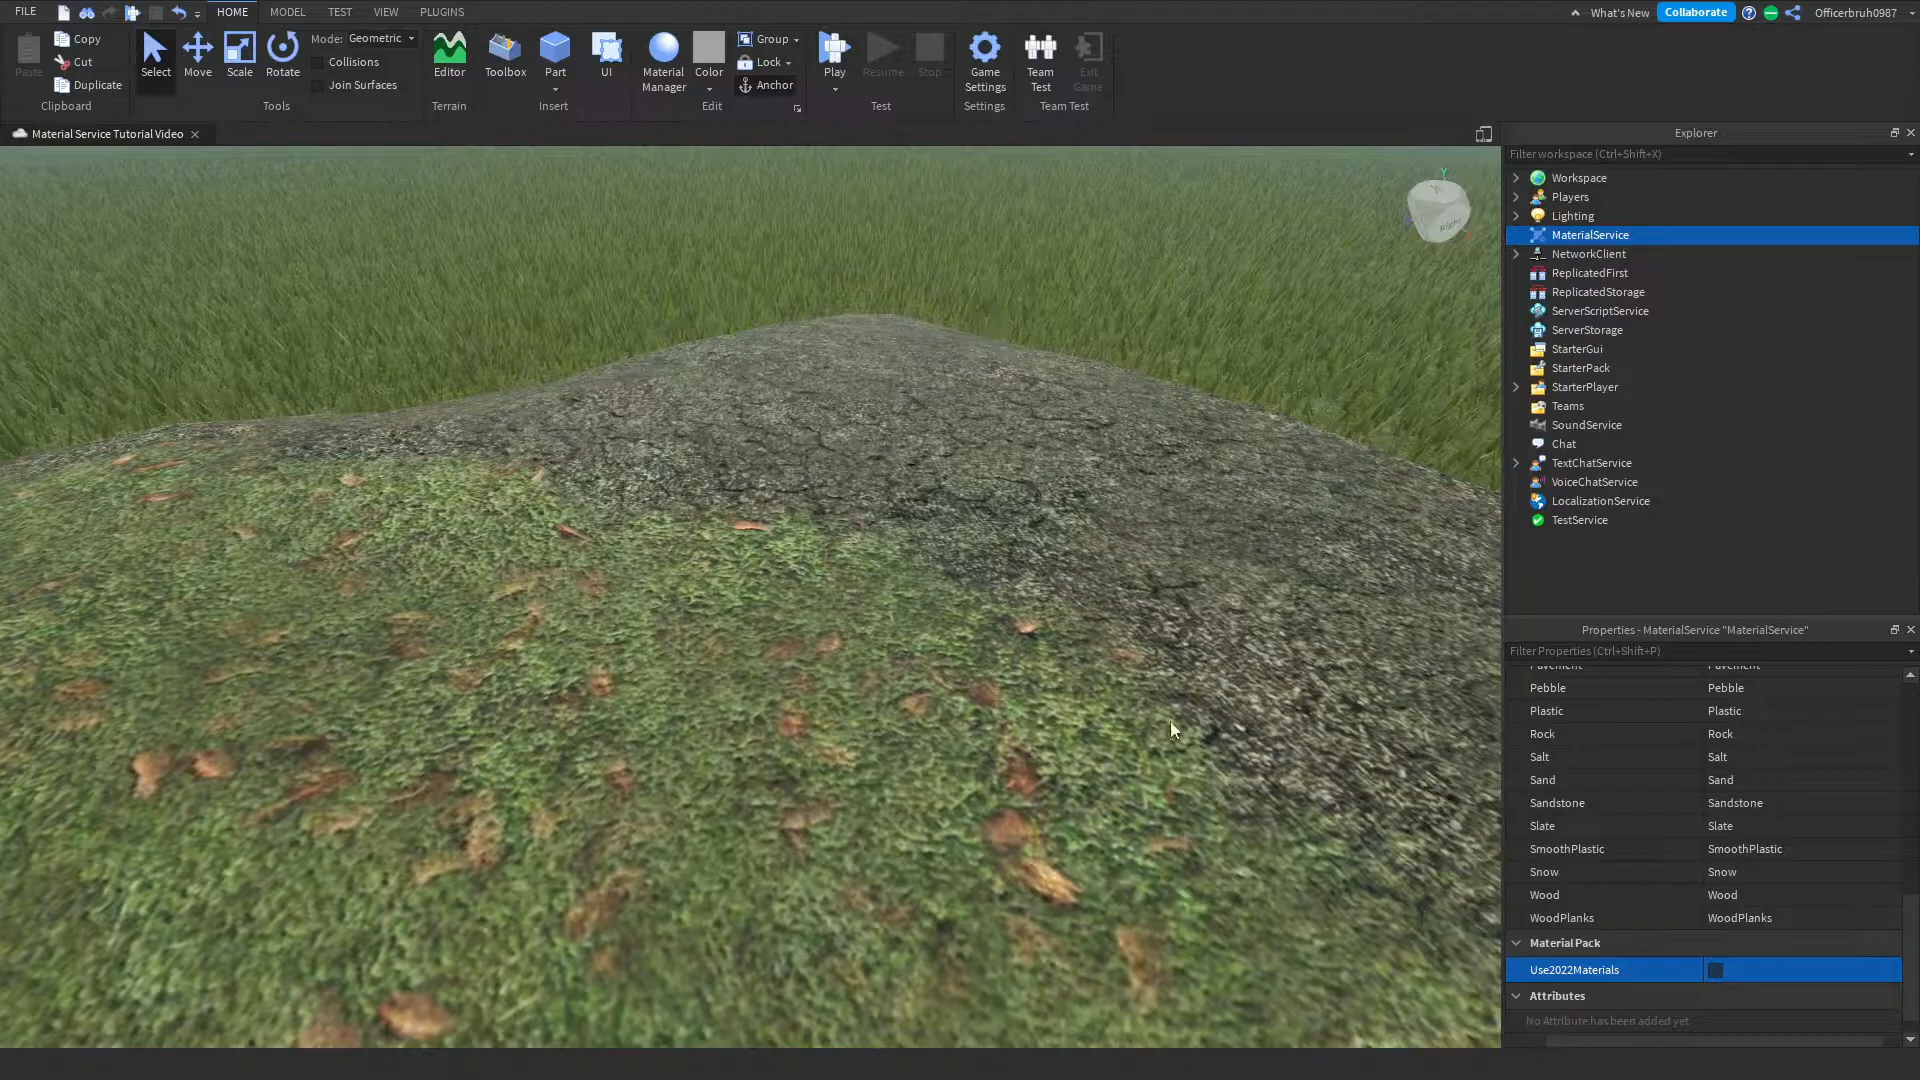 FILE HOME MODEL TEST VIEW PLUGINS What's New Collaborate Officerbruh0987
Paste Copy Cut Duplicate Clipboard
Select Move Scale Rotate Mode: Geometric Collisions Join Surfaces Tools
Editor Terrain
Toolbox Part UI Insert
Material Manager Color Group Lock Anchor Edit
Play Resume Stop Test
Game Settings Settings
Team Test Exit Game Team Test
Material Service Tutorial Video
Right
Y
Explorer
Filter workspace (Ctrl+Shift+X)
Workspace
Players
Lighting
MaterialService
NetworkClient
ReplicatedFirst
ReplicatedStorage
ServerScriptService
ServerStorage
StarterGui
StarterPack
StarterPlayer
Teams
SoundService
Chat
TextChatService
VoiceChatService
LocalizationService
TestService
Properties - MaterialService "MaterialService"
Filter Properties (Ctrl+Shift+P)
Pavement Pavement
Pebble Pebble
Plastic Plastic
Rock Rock
Salt Salt
Sand Sand
Sandstone Sandstone
Slate Slate
SmoothPlastic SmoothPlastic
Snow Snow
Wood Wood
WoodPlanks WoodPlanks
Material Pack
Use2022Materials
Attributes
No Attribute has been added yet